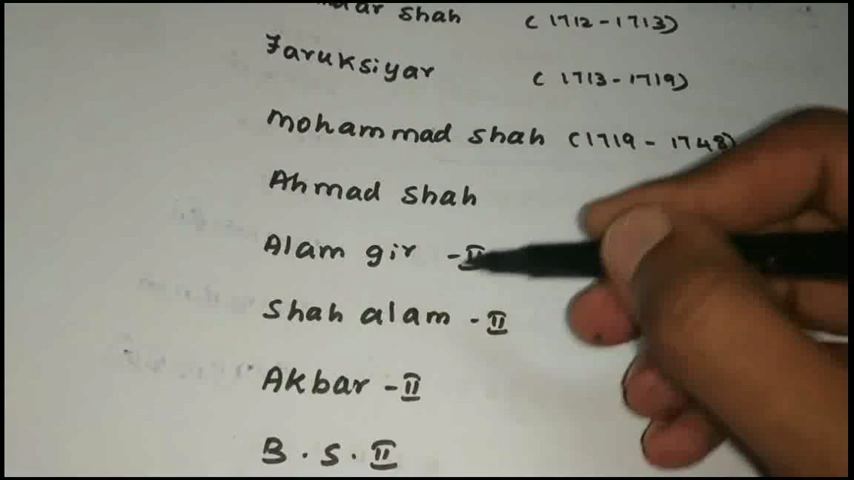 Shah (1712-1713)
Faruksiyar (1713-1719)
Mohammad shah (1719 - 1748)
Ahmad shah
Alam gir - II
Shah alam - II
Akbar - II
B. S. II